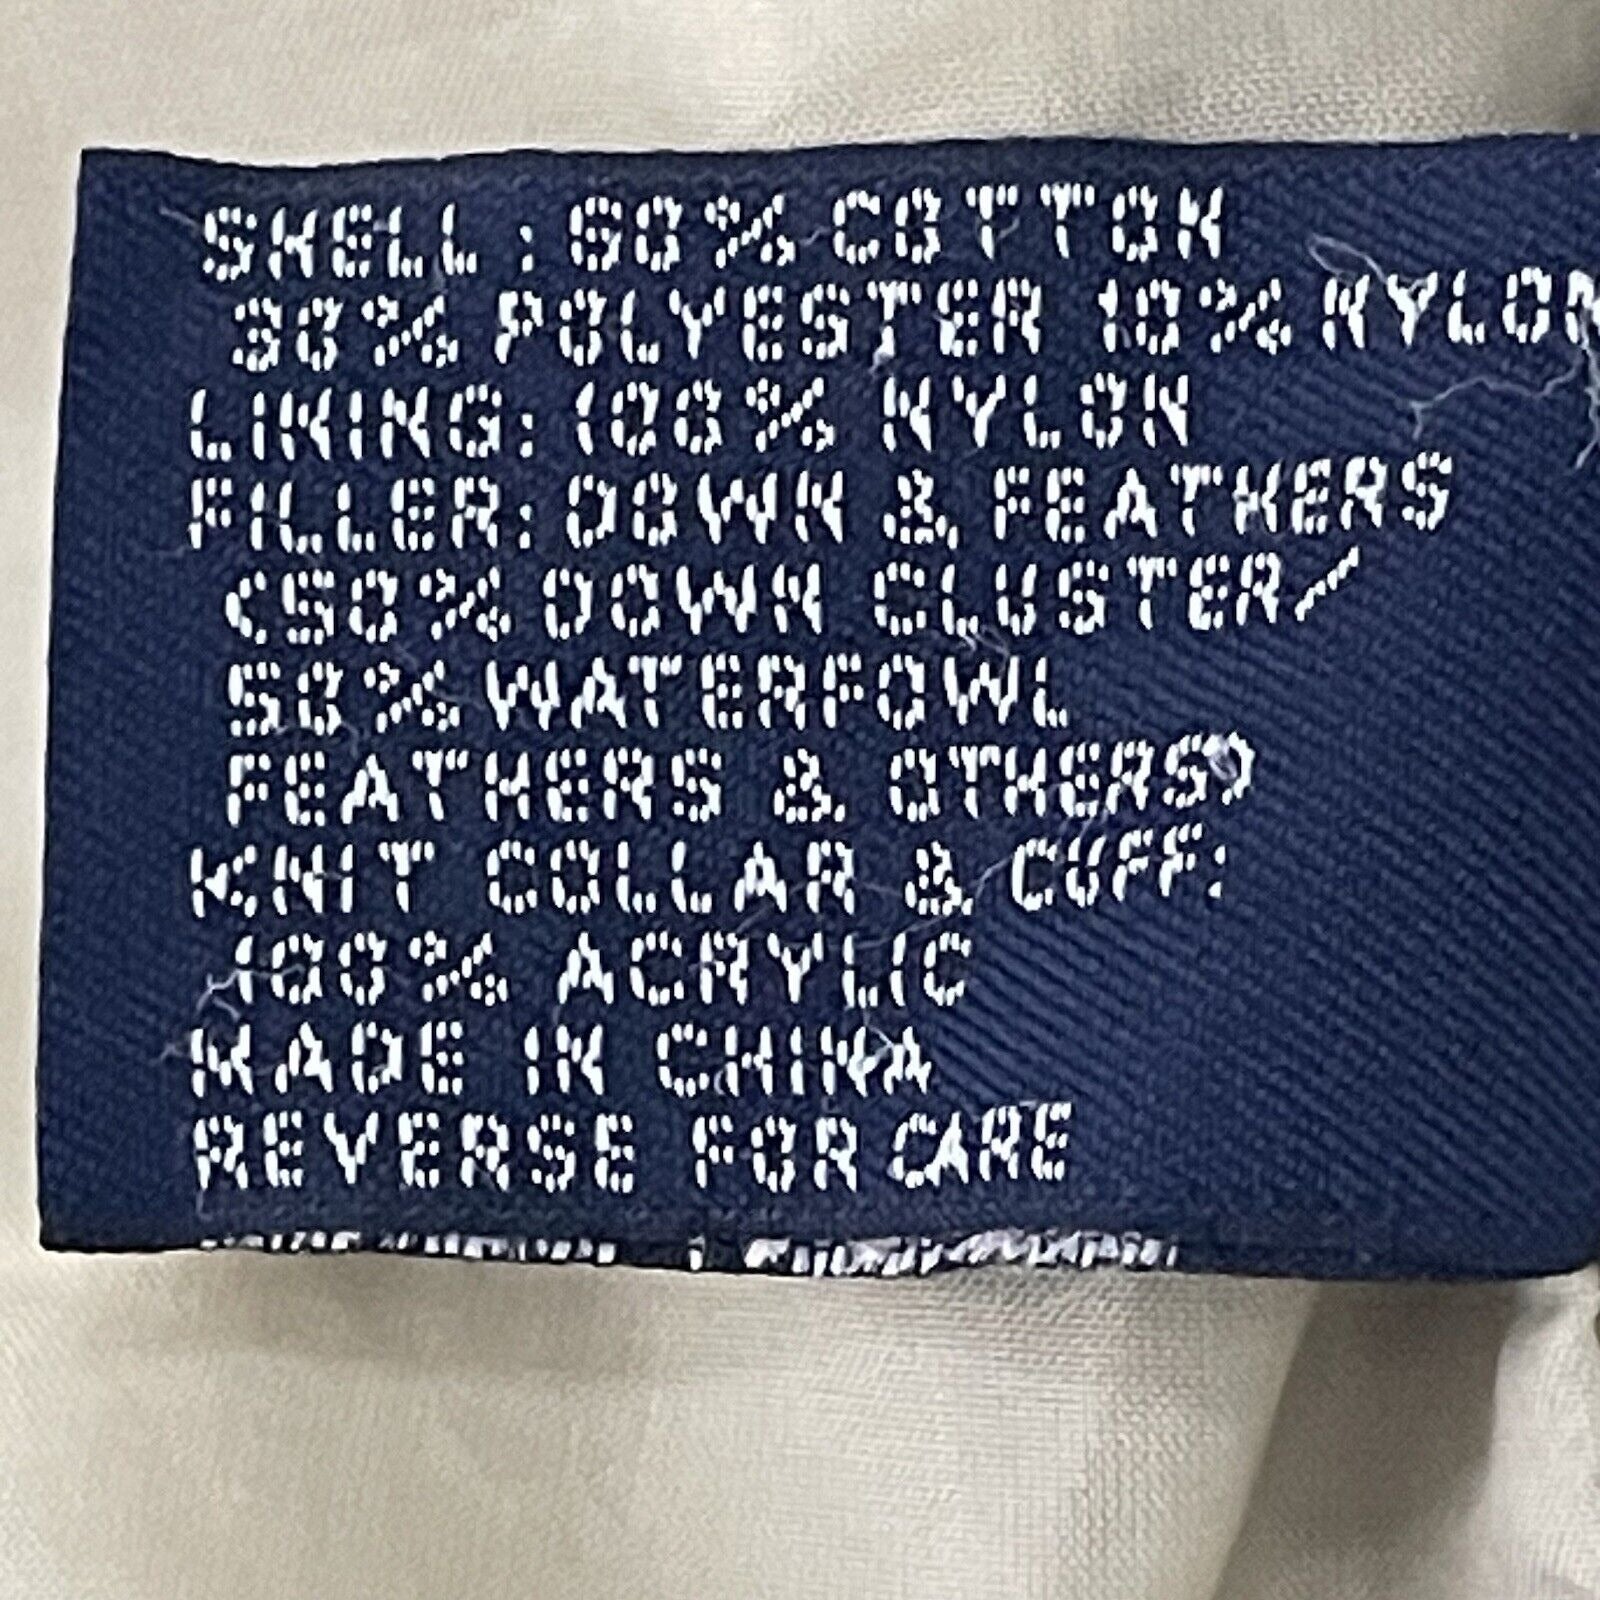 SHELL: 60% COTTON
30% POLYESTER 10% NYLON
LINING: 100% NYLON
FILLER: DOWN & FEATHERS
(50% DOWN CLUSTER/
50% WATERFOWL
FEATHERS & OTHERS)
KNIT COLLAR & CUFF:
100% ACRYLIC
MADE IN CHINA
REVERSE FOR CARE